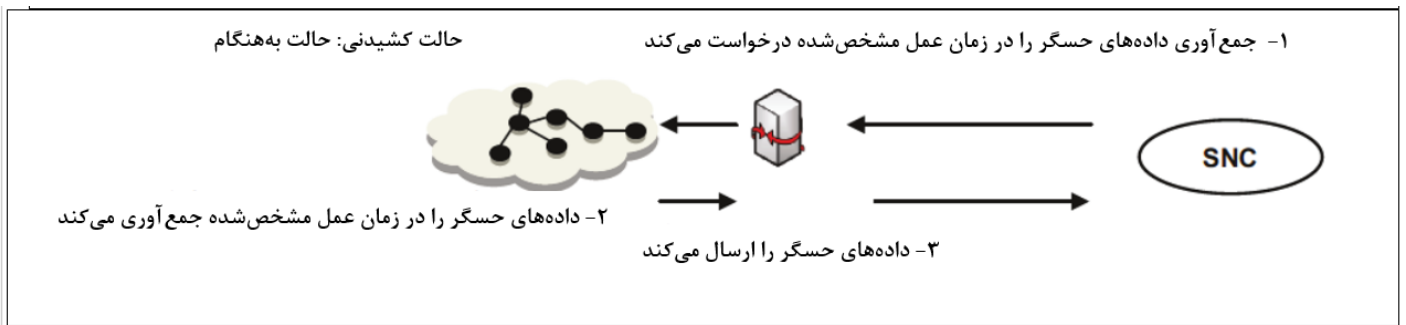 ۱- جمع‌آوری داده‌های حسگر را در زمان عمل مشخص‌شده درخواست می‌کند
حالت کشیدنی: حالت به‌هنگام
SNC
۲- داده‌های حسگر را در زمان عمل مشخص‌شده جمع‌آوری می‌کند
۳- داده‌های حسگر را ارسال می‌کند